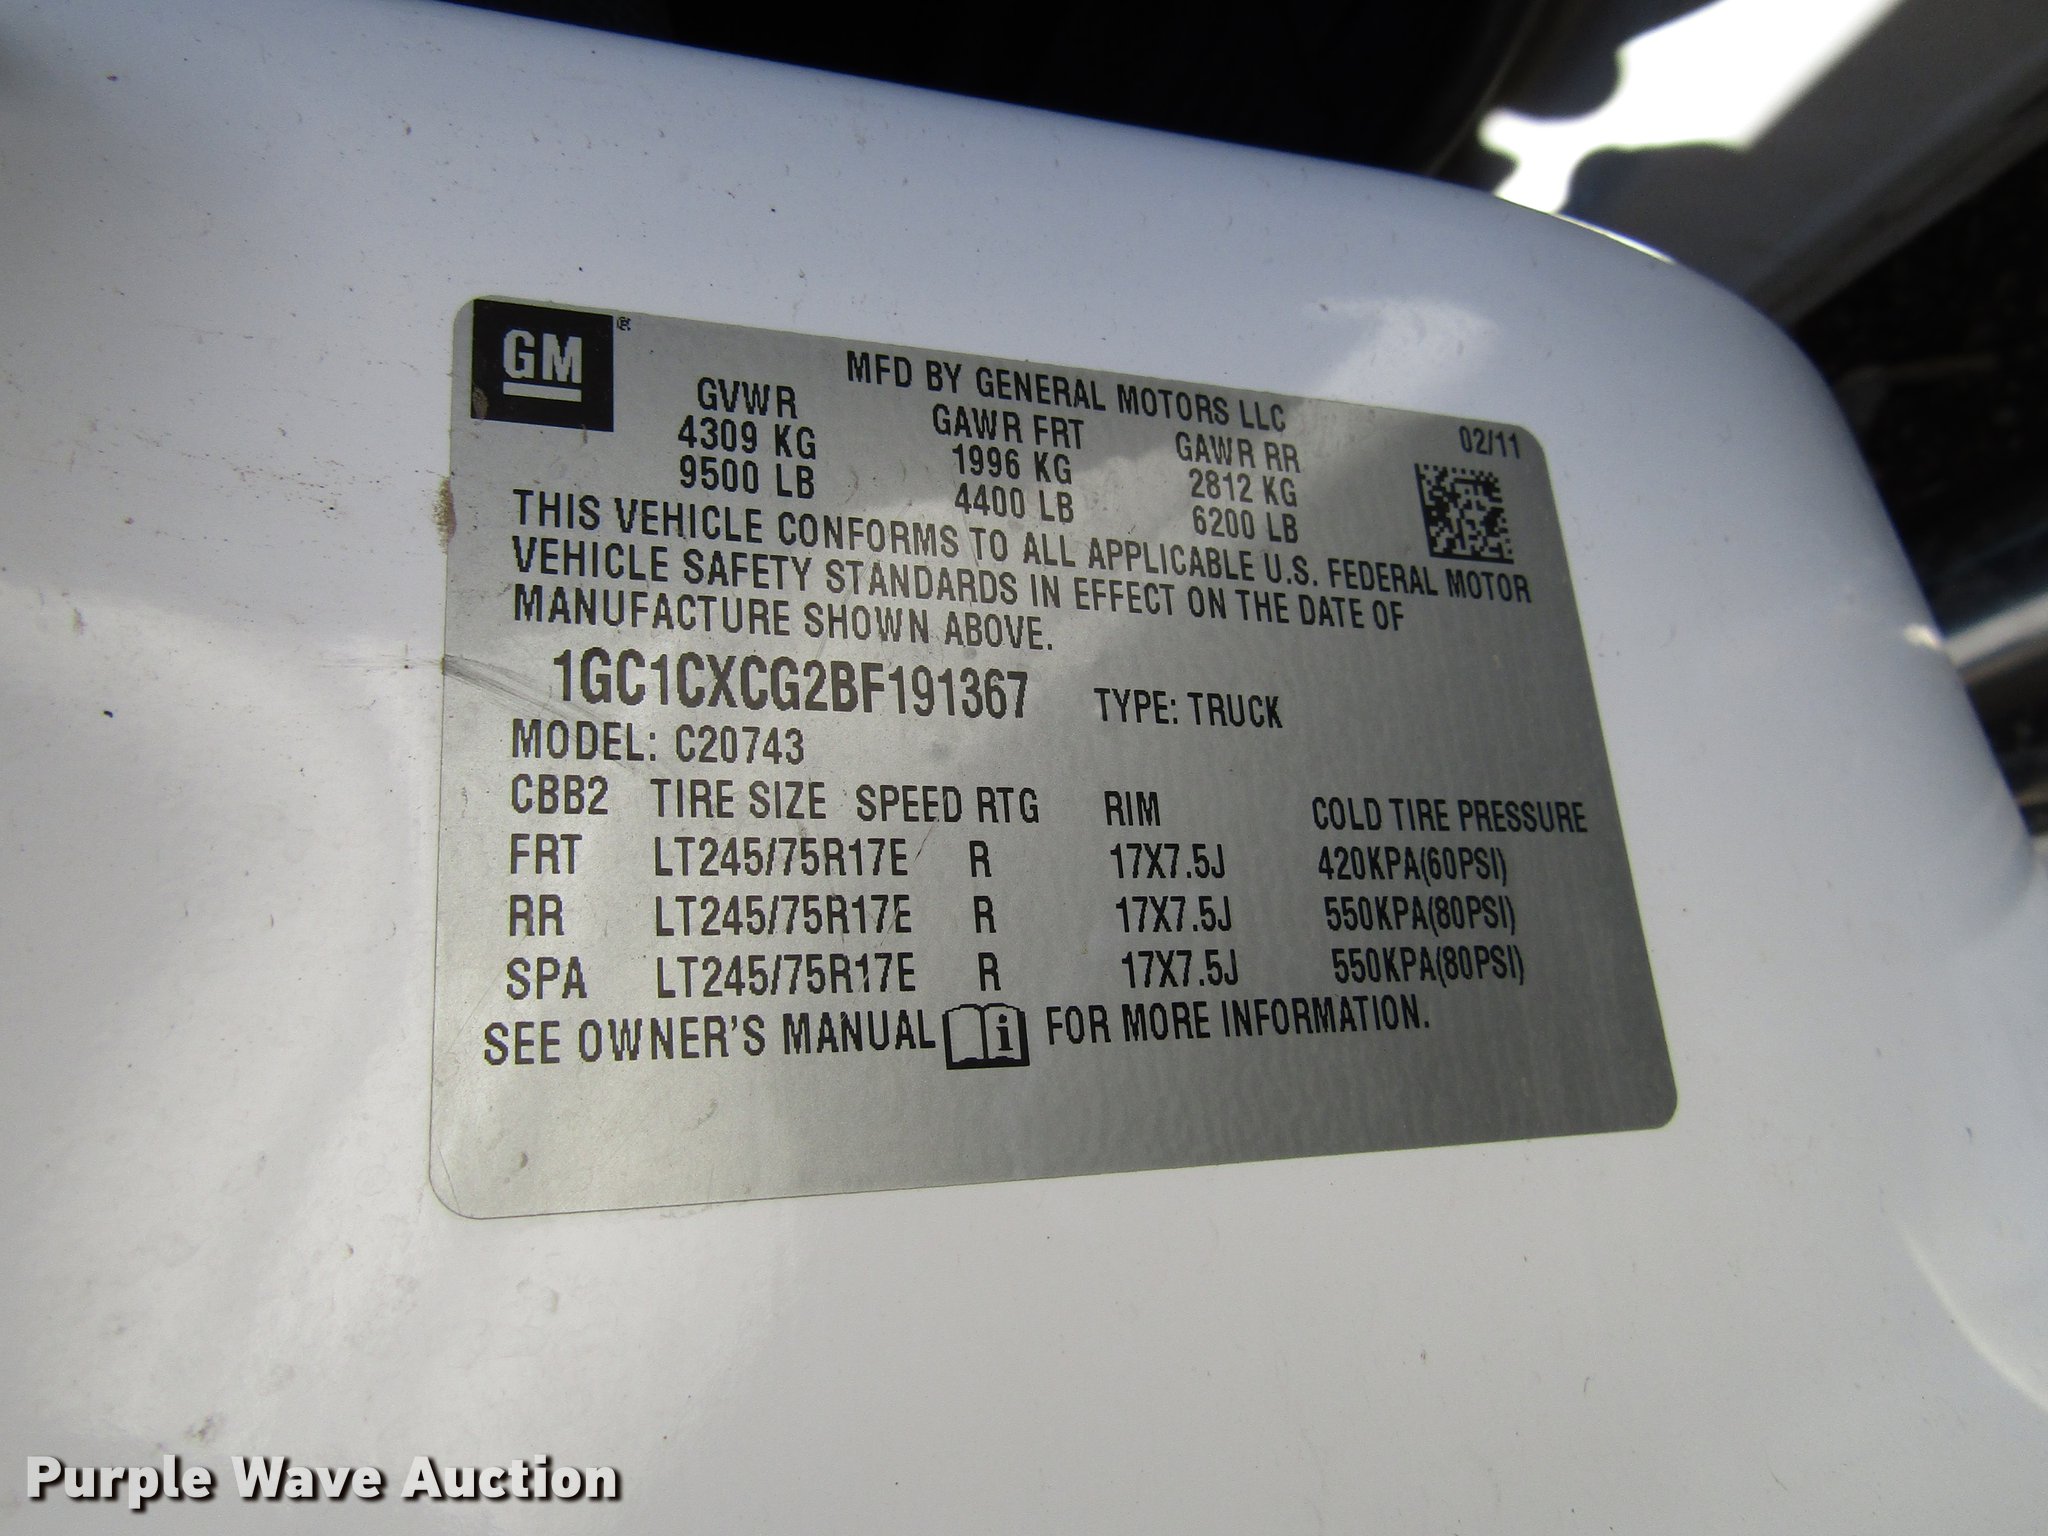 GM ®
MFD BY GENERAL MOTORS LLC
02/11
GVWR GAWR FRT GAWR RR
4309 KG 1996 KG 2812 KG
9500 LB 4400 LB 6200 LB
THIS VEHICLE CONFORMS TO ALL APPLICABLE U.S. FEDERAL MOTOR
VEHICLE SAFETY STANDARDS IN EFFECT ON THE DATE OF
MANUFACTURE SHOWN ABOVE.
1GC1CXCG2BF191367 TYPE: TRUCK
MODEL: C20743
CBB2 TIRE SIZE SPEED RTG RIM COLD TIRE PRESSURE
FRT LT245/75R17E R 17X7.5J 420KPA(60PSI)
RR LT245/75R17E R 17X7.5J 550KPA(80PSI)
SPA LT245/75R17E R 17X7.5J 550KPA(80PSI)
SEE OWNER'S MANUAL i FOR MORE INFORMATION.
Purple Wave Auction